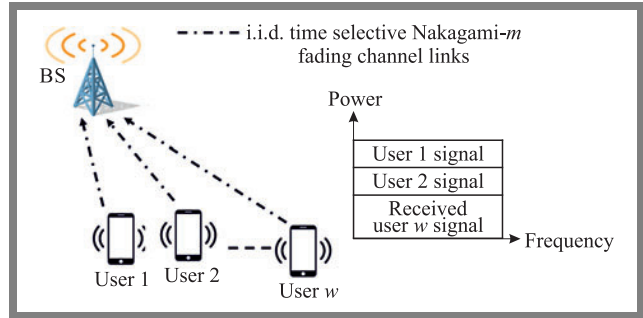 i.i.d. time selective Nakagami-m
fading channel links
BS
Power
User 1 signal
User 2 signal
Received
user w signal
Frequency
User 1
User 2
User w